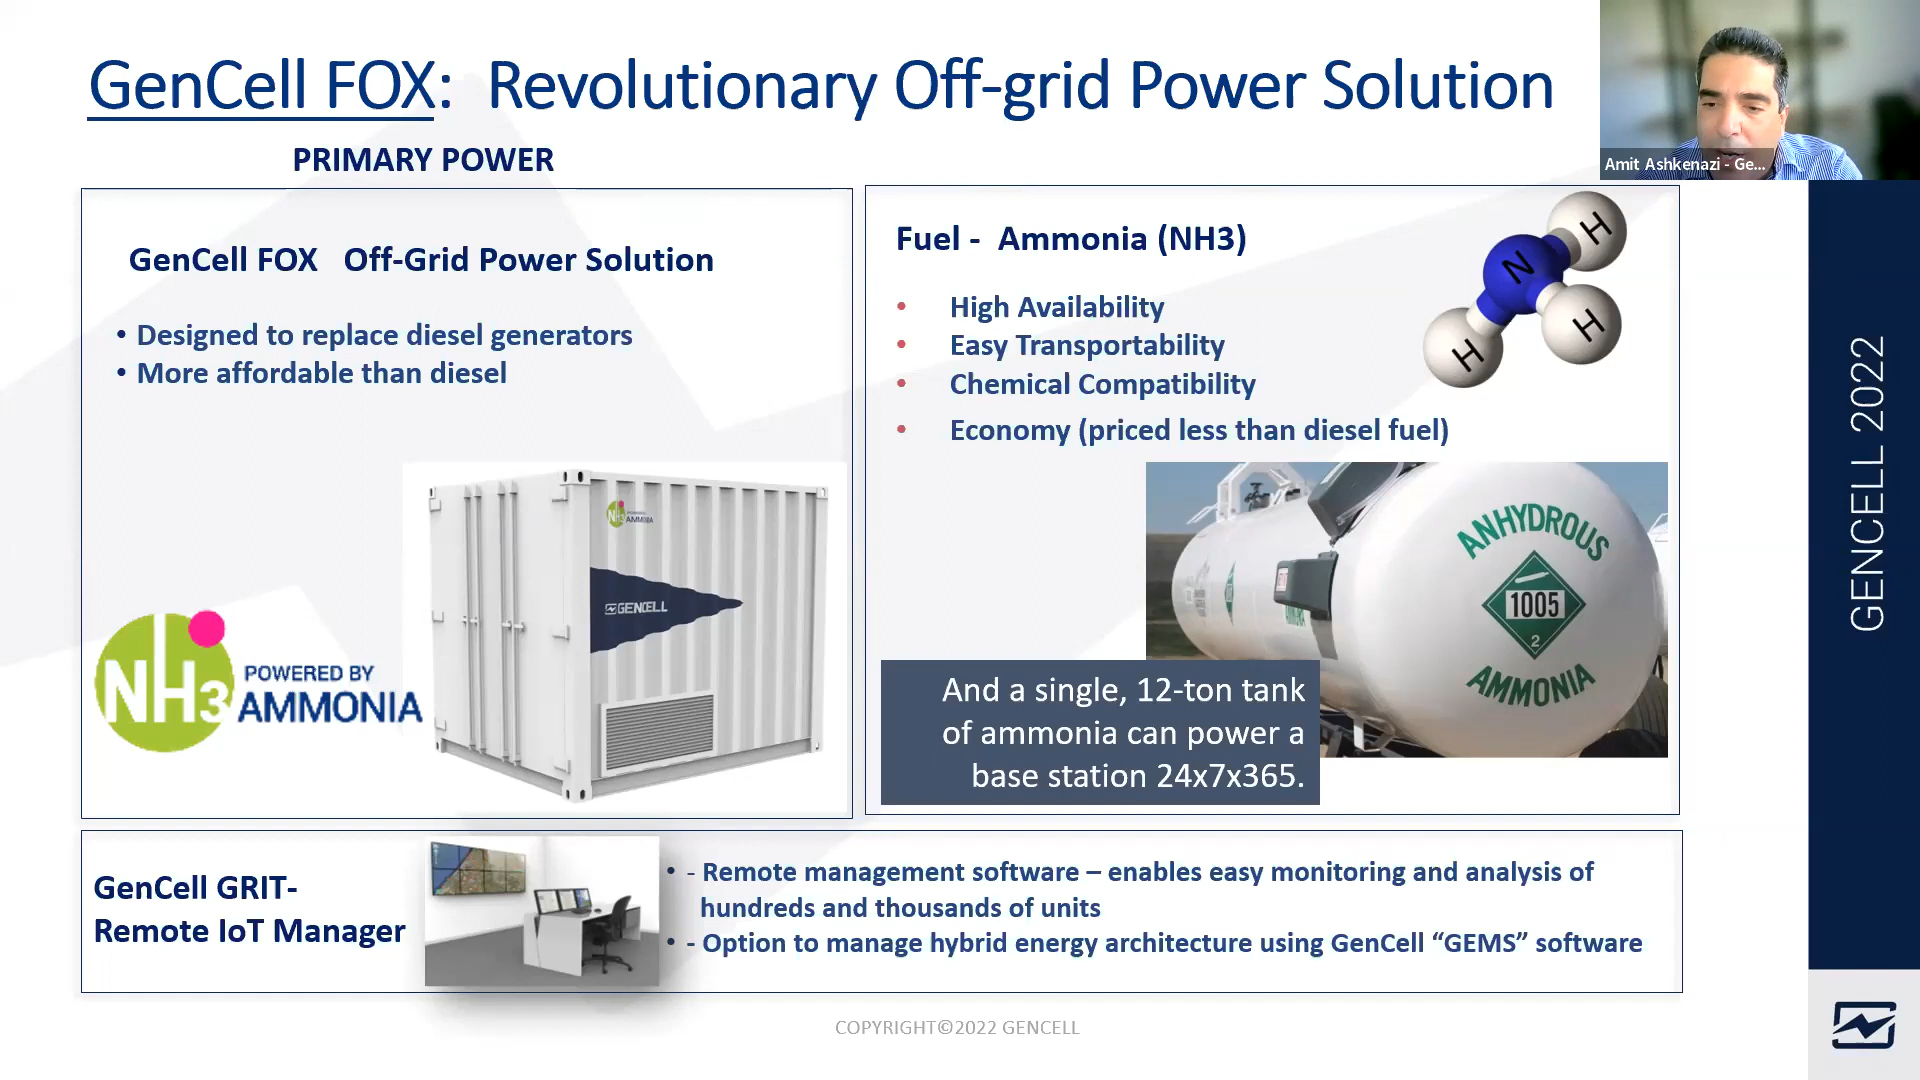 GenCell FOX: Revolutionary Off-grid Power Solution
Amit Ashkenazi - Ge...
PRIMARY POWER
GenCell FOX Off-Grid Power Solution
• Designed to replace diesel generators
• More affordable than diesel
NH3
POWERED BY
AMMONIA
NH3
AMMONIA
GENCELL
Fuel - Ammonia (NH3)
• High Availability
• Easy Transportability
• Chemical Compatibility
• Economy (priced less than diesel fuel)
H
N
H
H
ANHYDROUS
1005
2
AMMONIA
And a single, 12-ton tank
of ammonia can power a
base station 24x7x365.
GenCell GRIT-
Remote IoT Manager
• - Remote management software – enables easy monitoring and analysis of
hundreds and thousands of units
• - Option to manage hybrid energy architecture using GenCell “GEMS” software
GENCELL 2022
COPYRIGHT©2022 GENCELL